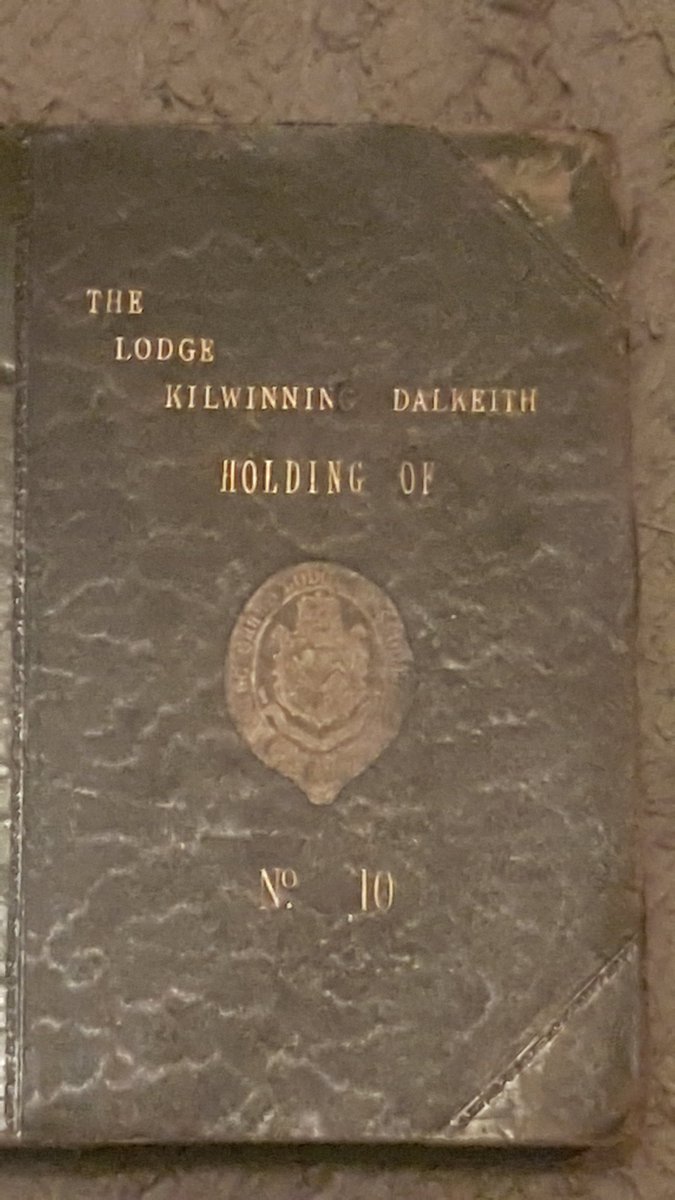 THE
LODGE
KILWINNING DALKEITH
HOLDING OF
Nº. 10